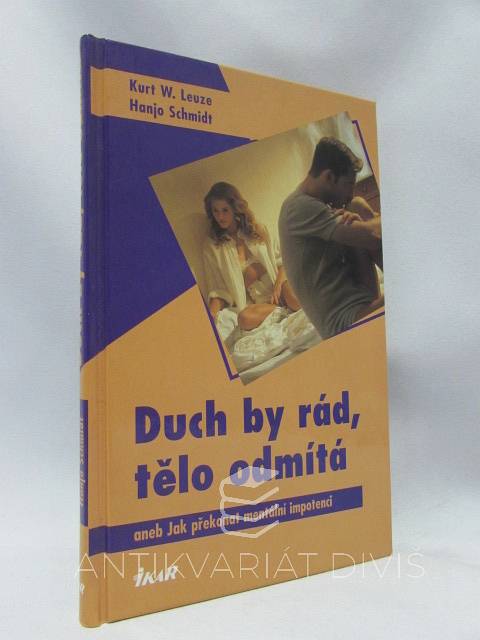 Kurt W. Leuze
Hanjo Schmidt
Duch by rád,
tělo odmítá
aneb Jak překonat mentální impotenci
IKAR
ANTIKVARIÁT DIVIŠ